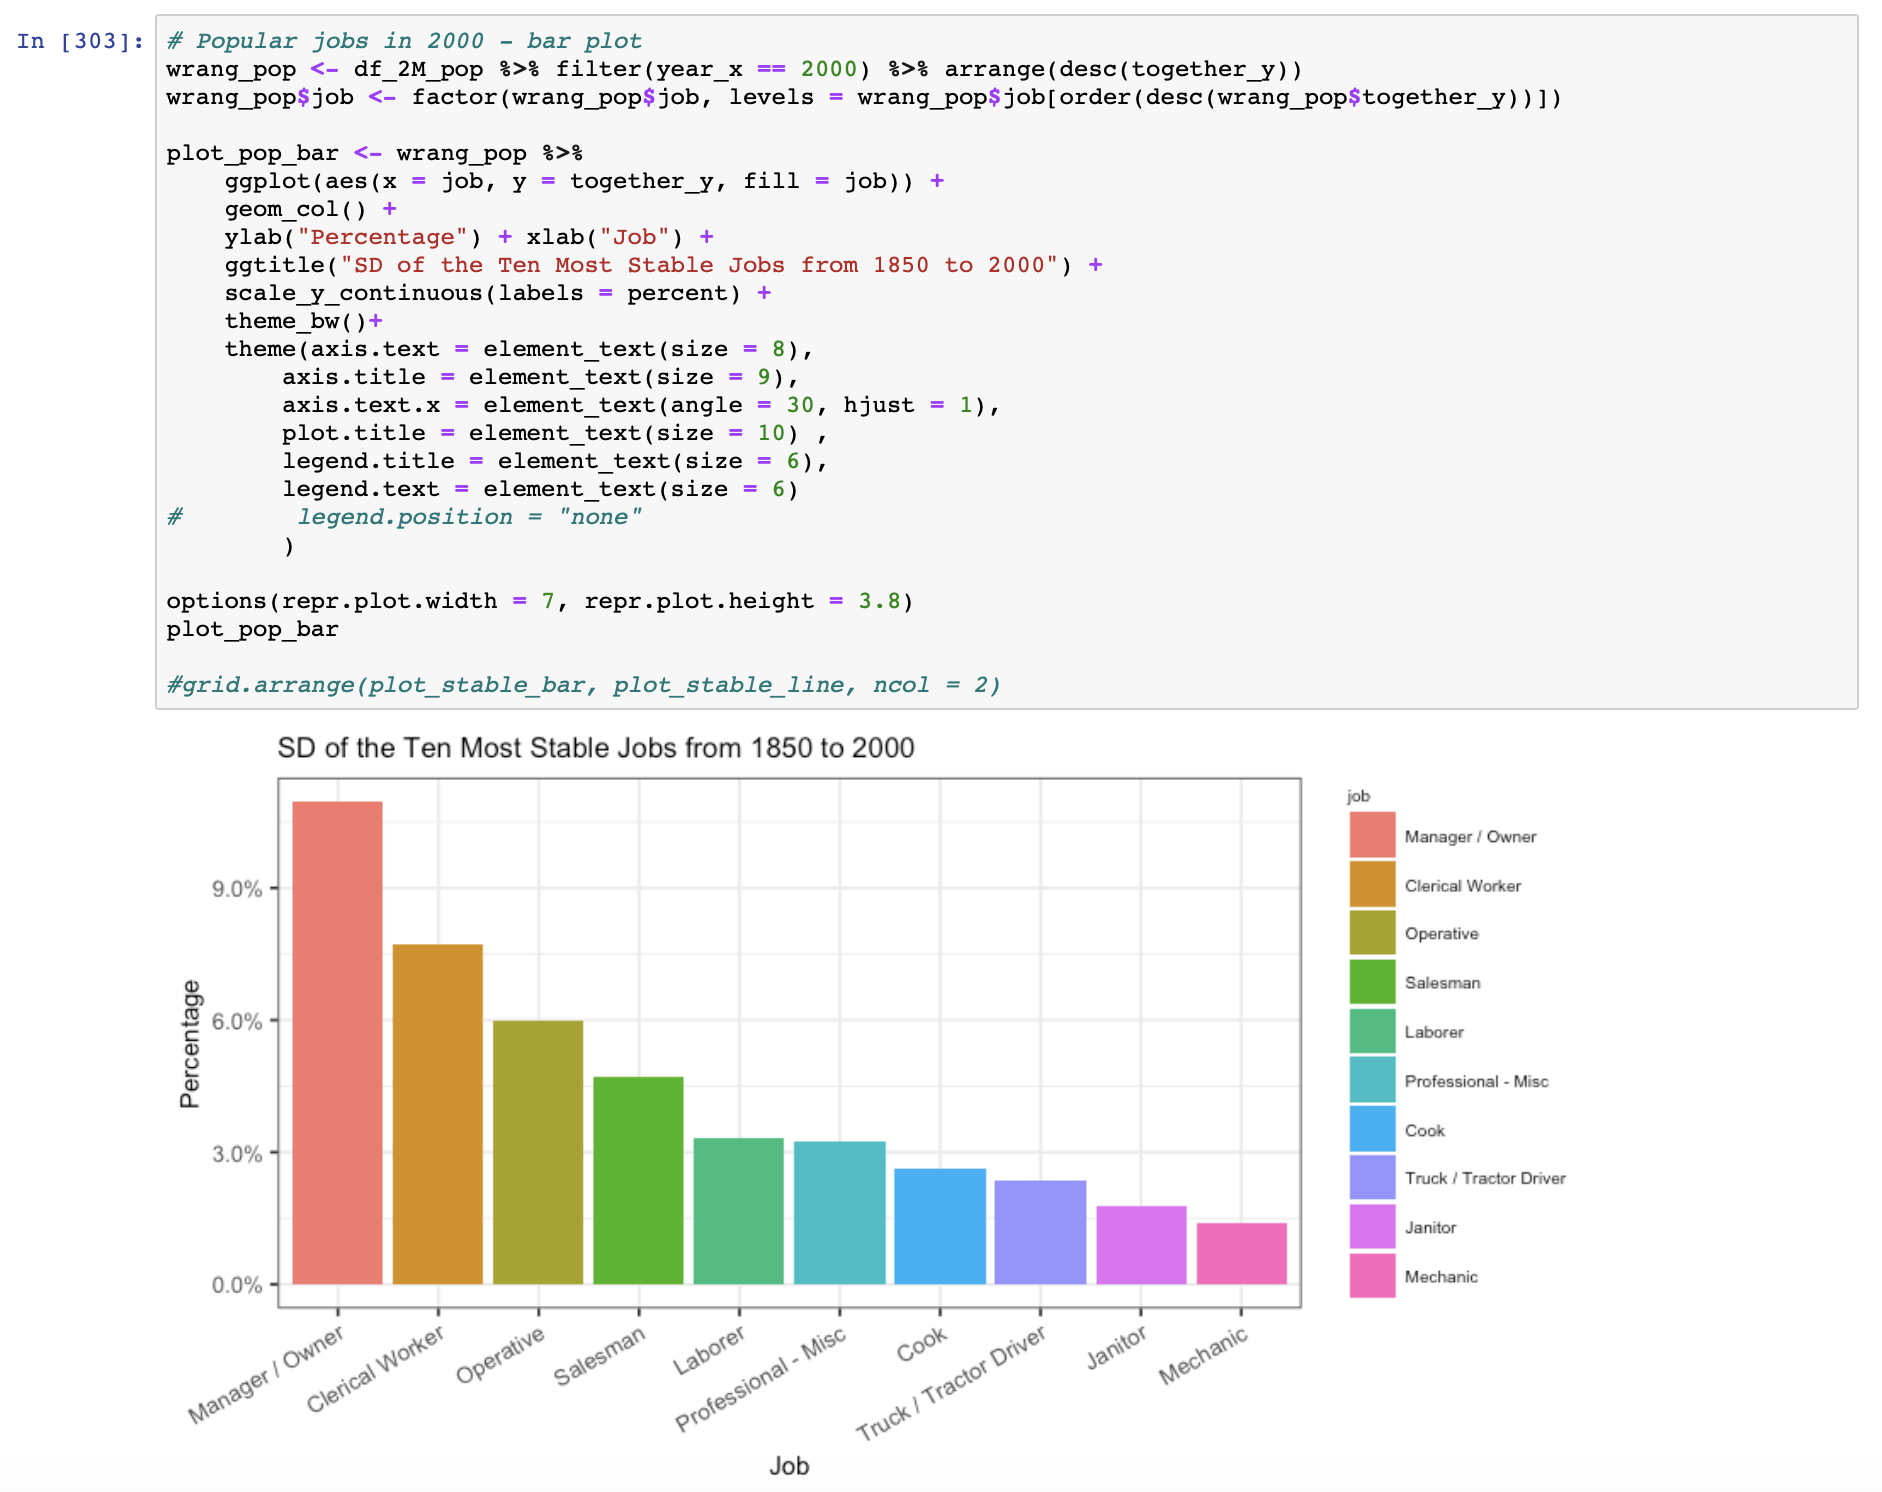 In [303]:
# Popular jobs in 2000 - bar plot
wrang_pop <- df_2M_pop %>% filter(year_x == 2000) %>% arrange(desc(together_y))
wrang_pop$job <- factor(wrang_pop$job, levels = wrang_pop$job[order(desc(wrang_pop$together_y))])
plot_pop_bar <- wrang_pop %>%
    ggplot(aes(x = job, y = together_y, fill = job)) +
    geom_col() +
    ylab("Percentage") + xlab("Job") +
    ggtitle("SD of the Ten Most Stable Jobs from 1850 to 2000") +
    scale_y_continuous(labels = percent) +
    theme_bw()+
    theme(axis.text = element_text(size = 8),
        axis.title = element_text(size = 9),
        axis.text.x = element_text(angle = 30, hjust = 1),
        plot.title = element_text(size = 10) ,
        legend.title = element_text(size = 6),
        legend.text = element_text(size = 6)
#        legend.position = "none"
        )
options(repr.plot.width = 7, repr.plot.height = 3.8)
plot_pop_bar
#grid.arrange(plot_stable_bar, plot_stable_line, ncol = 2)
SD of the Ten Most Stable Jobs from 1850 to 2000
Percentage
9.0%
6.0%
3.0%
0.0%
Manager / Owner
Clerical Worker
Operative
Salesman
Laborer
Professional - Misc
Cook
Truck / Tractor Driver
Janitor
Mechanic
Job
job
Manager / Owner
Clerical Worker
Operative
Salesman
Laborer
Professional - Misc
Cook
Truck / Tractor Driver
Janitor
Mechanic